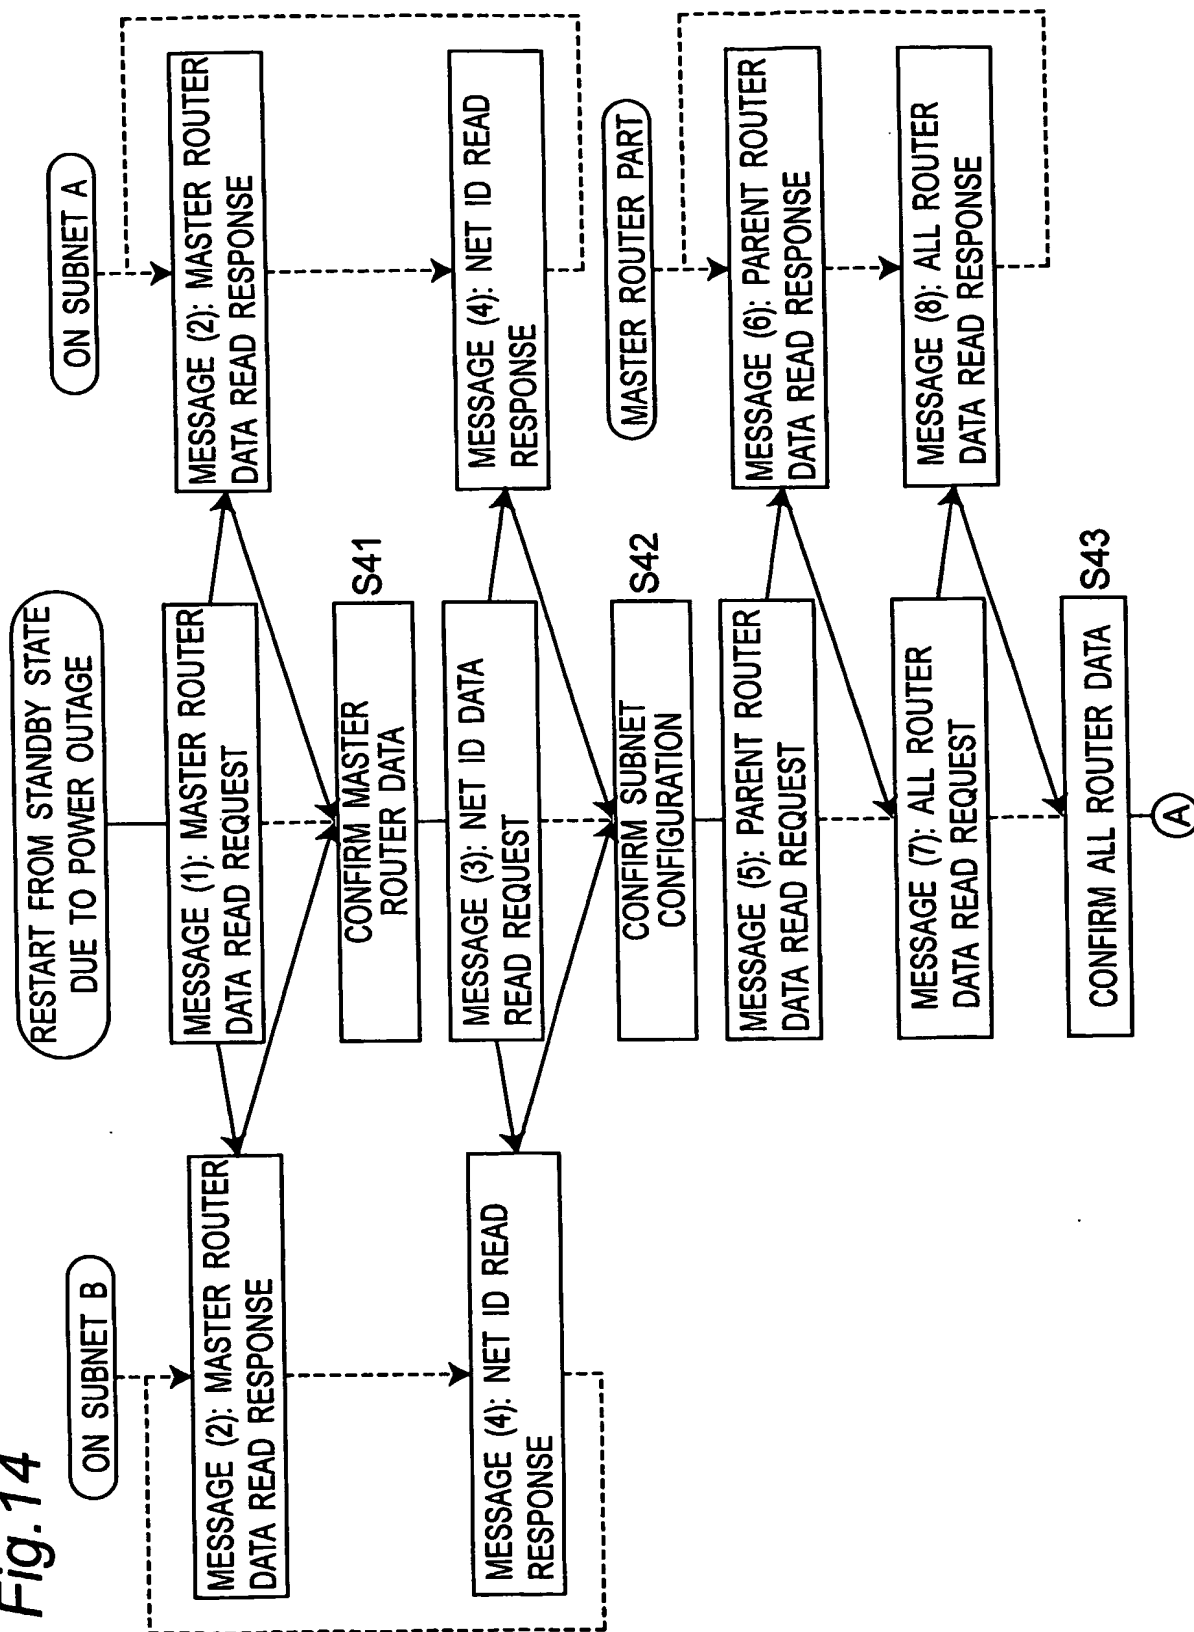 Fig.14
RESTART FROM STANDBY STATE
DUE TO POWER OUTAGE
ON SUBNET B
ON SUBNET A
MESSAGE (2): MASTER ROUTER
DATA READ RESPONSE
MESSAGE (1): MASTER ROUTER
DATA READ REQUEST
MESSAGE (2): MASTER ROUTER
DATA READ RESPONSE
CONFIRM MASTER
ROUTER DATA
S41
MESSAGE (4): NET ID READ
RESPONSE
MESSAGE (3): NET ID DATA
READ REQUEST
MESSAGE (4): NET ID READ
RESPONSE
CONFIRM SUBNET
CONFIGURATION
S42
MASTER ROUTER PART
MESSAGE (5): PARENT ROUTER
DATA READ REQUEST
MESSAGE (6): PARENT ROUTER
DATA READ RESPONSE
MESSAGE (7): ALL ROUTER
DATA READ REQUEST
MESSAGE (8): ALL ROUTER
DATA READ RESPONSE
CONFIRM ALL ROUTER DATA
S43
A